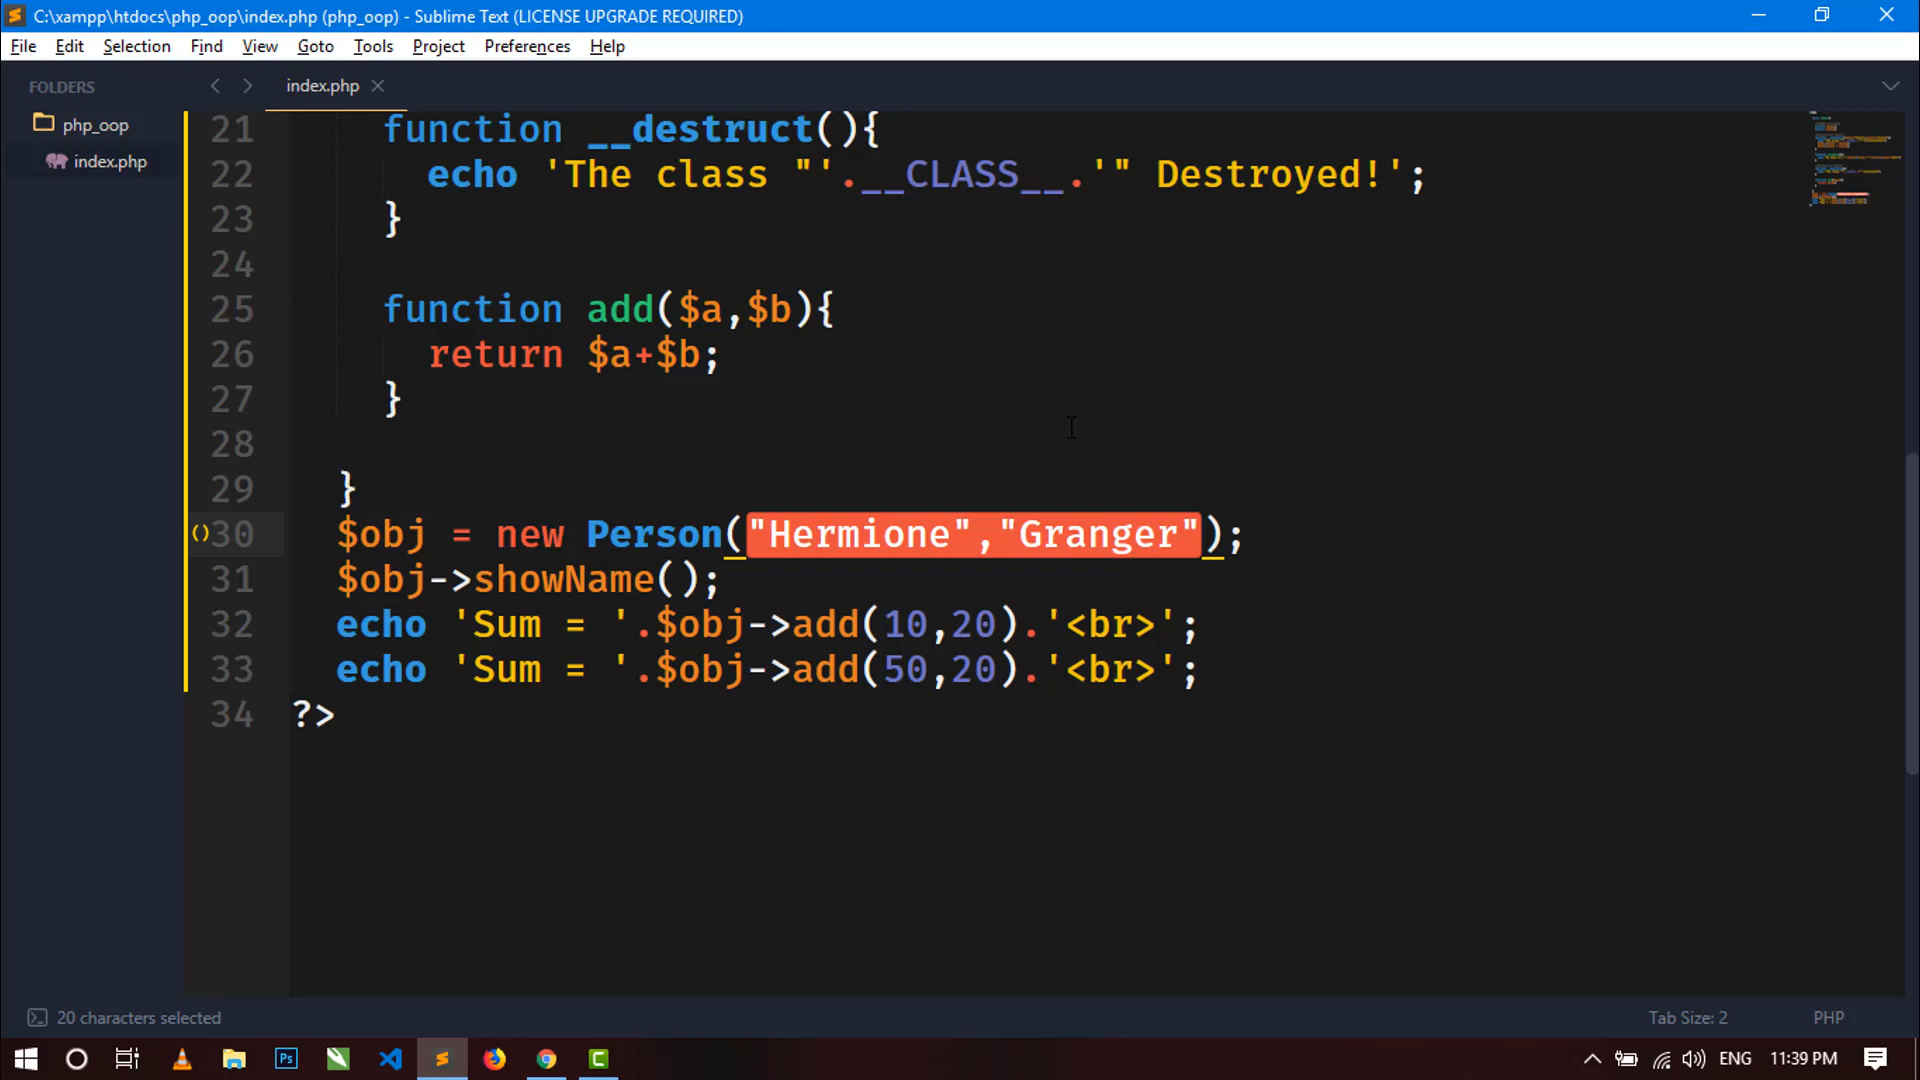 C:\xampp\htdocs\php_oop\index.php (php_oop) - Sublime Text (LICENSE UPGRADE REQUIRED)
File Edit Selection Find View Goto Tools Project Preferences Help
FOLDERS
php_oop
index.php
index.php
21 function __destruct(){
22 echo 'The class "'.__CLASS__.'" Destroyed!';
23 }
24
25 function add($a,$b){
26 return $a+$b;
27 }
28
29 }
30 $obj = new Person("Hermione","Granger");
31 $obj->showName();
32 echo 'Sum = '.$obj->add(10,20).'<br>';
33 echo 'Sum = '.$obj->add(50,20).'<br>';
34 ?>
20 characters selected
Tab Size: 2
PHP
Ps
C
ENG
11:39 PM